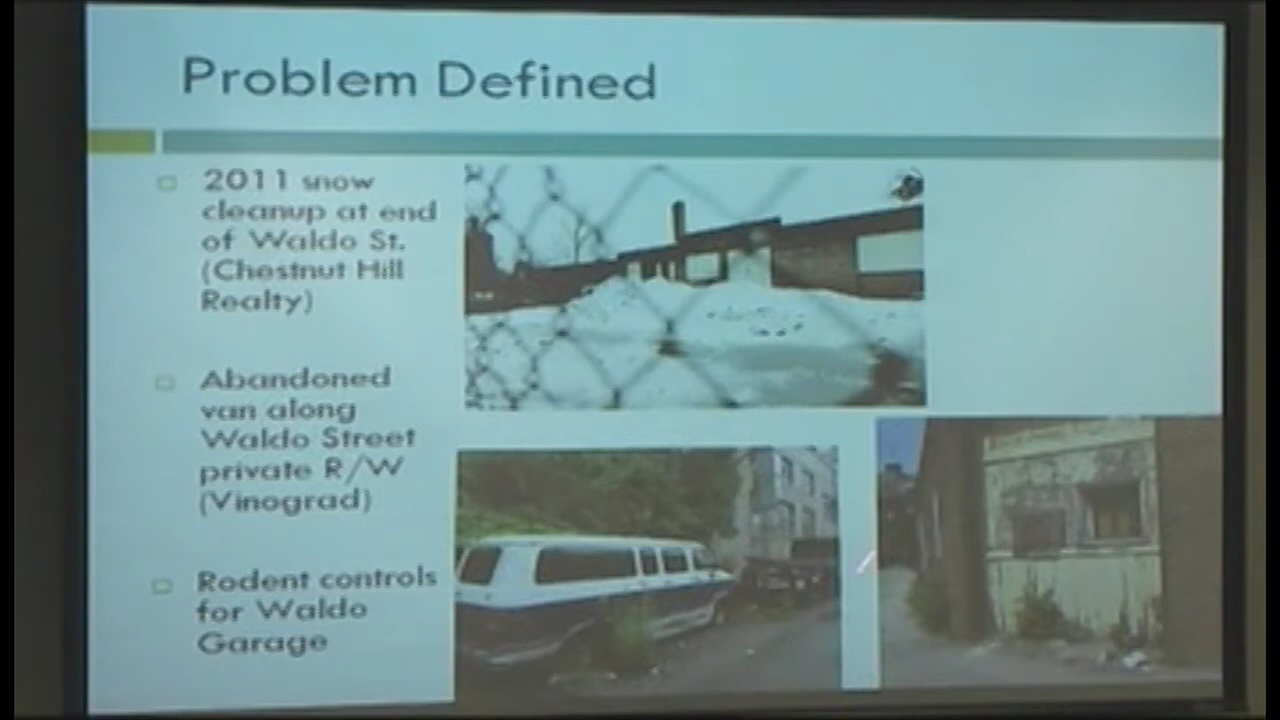 Problem Defined
2011 snow
cleanup at end
of Waldo St.
(Chestnut Hill
Realty)
Abandoned
van along
Waldo Street
private R/W
(Vinograd)
Rodent controls
for Waldo
Garage